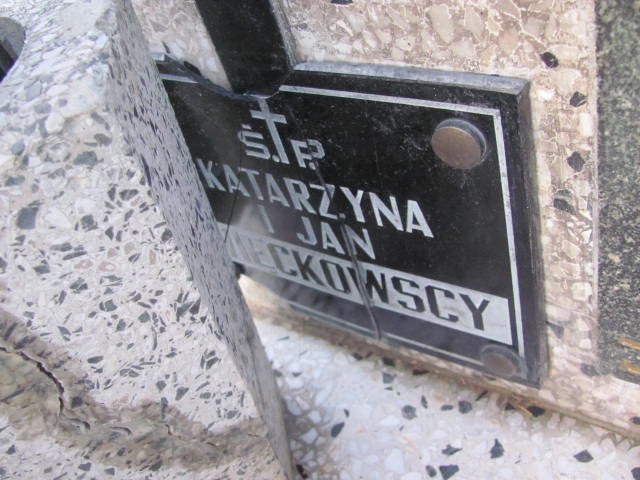 Ś. P.
KATARZYNA
I JAN